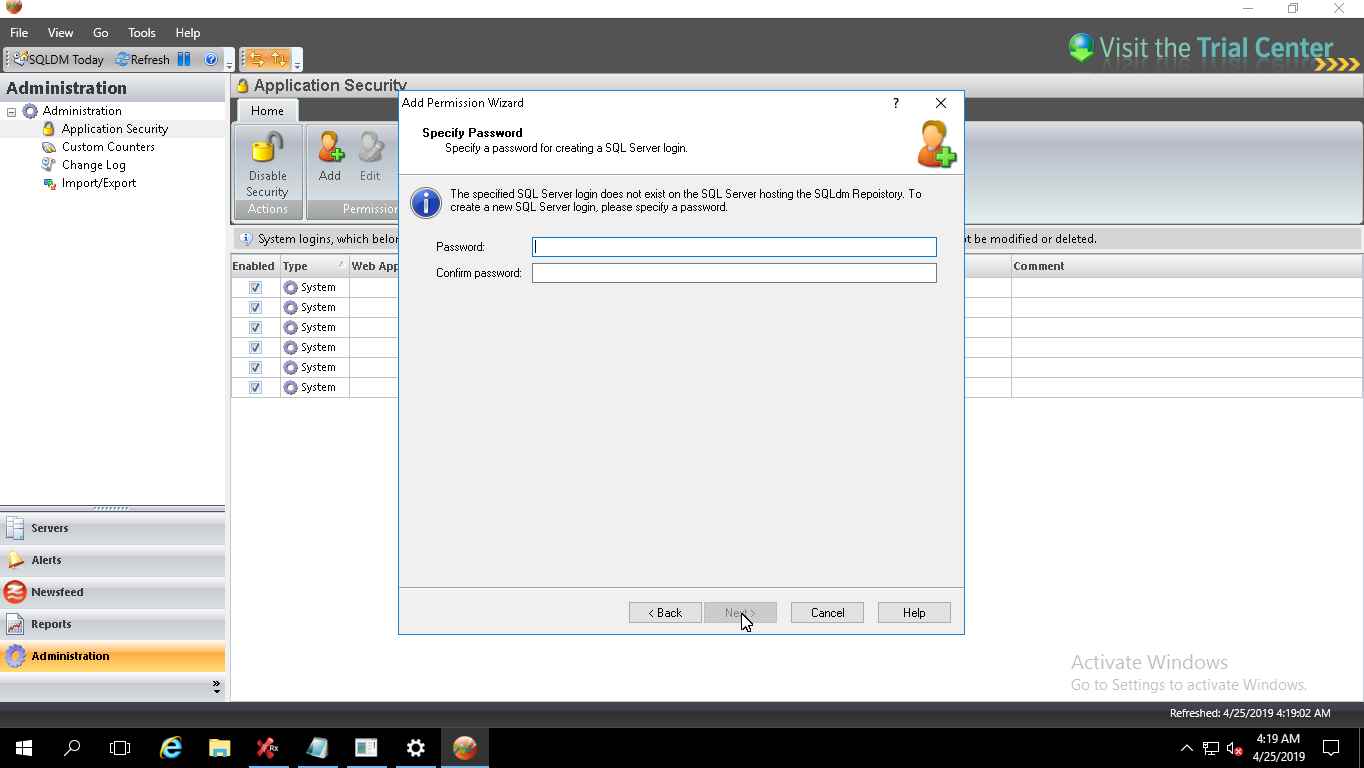 File View Go Tools Help
SQLDM Today Refresh
Visit the Trial Center
Administration
Administration
Application Security
Custom Counters
Change Log
Import/Export
Servers
Alerts
Newsfeed
Reports
Administration
Application Security
Home
Disable
Security
Actions
Add
Edit
Permission
System logins, which belon
t be modified or deleted.
Enabled Type Web App Comment
System
System
System
System
System
System
Add Permission Wizard
Specify Password
Specify a password for creating a SQL Server login.
The specified SQL Server login does not exist on the SQL Server hosting the SQLdm Repoistory. To
create a new SQL Server login, please specify a password.
Password:
Confirm password:
< Back Next > Cancel Help
Activate Windows
Go to Settings to activate Windows.
Refreshed: 4/25/2019 4:19:02 AM
4:19 AM
4/25/2019